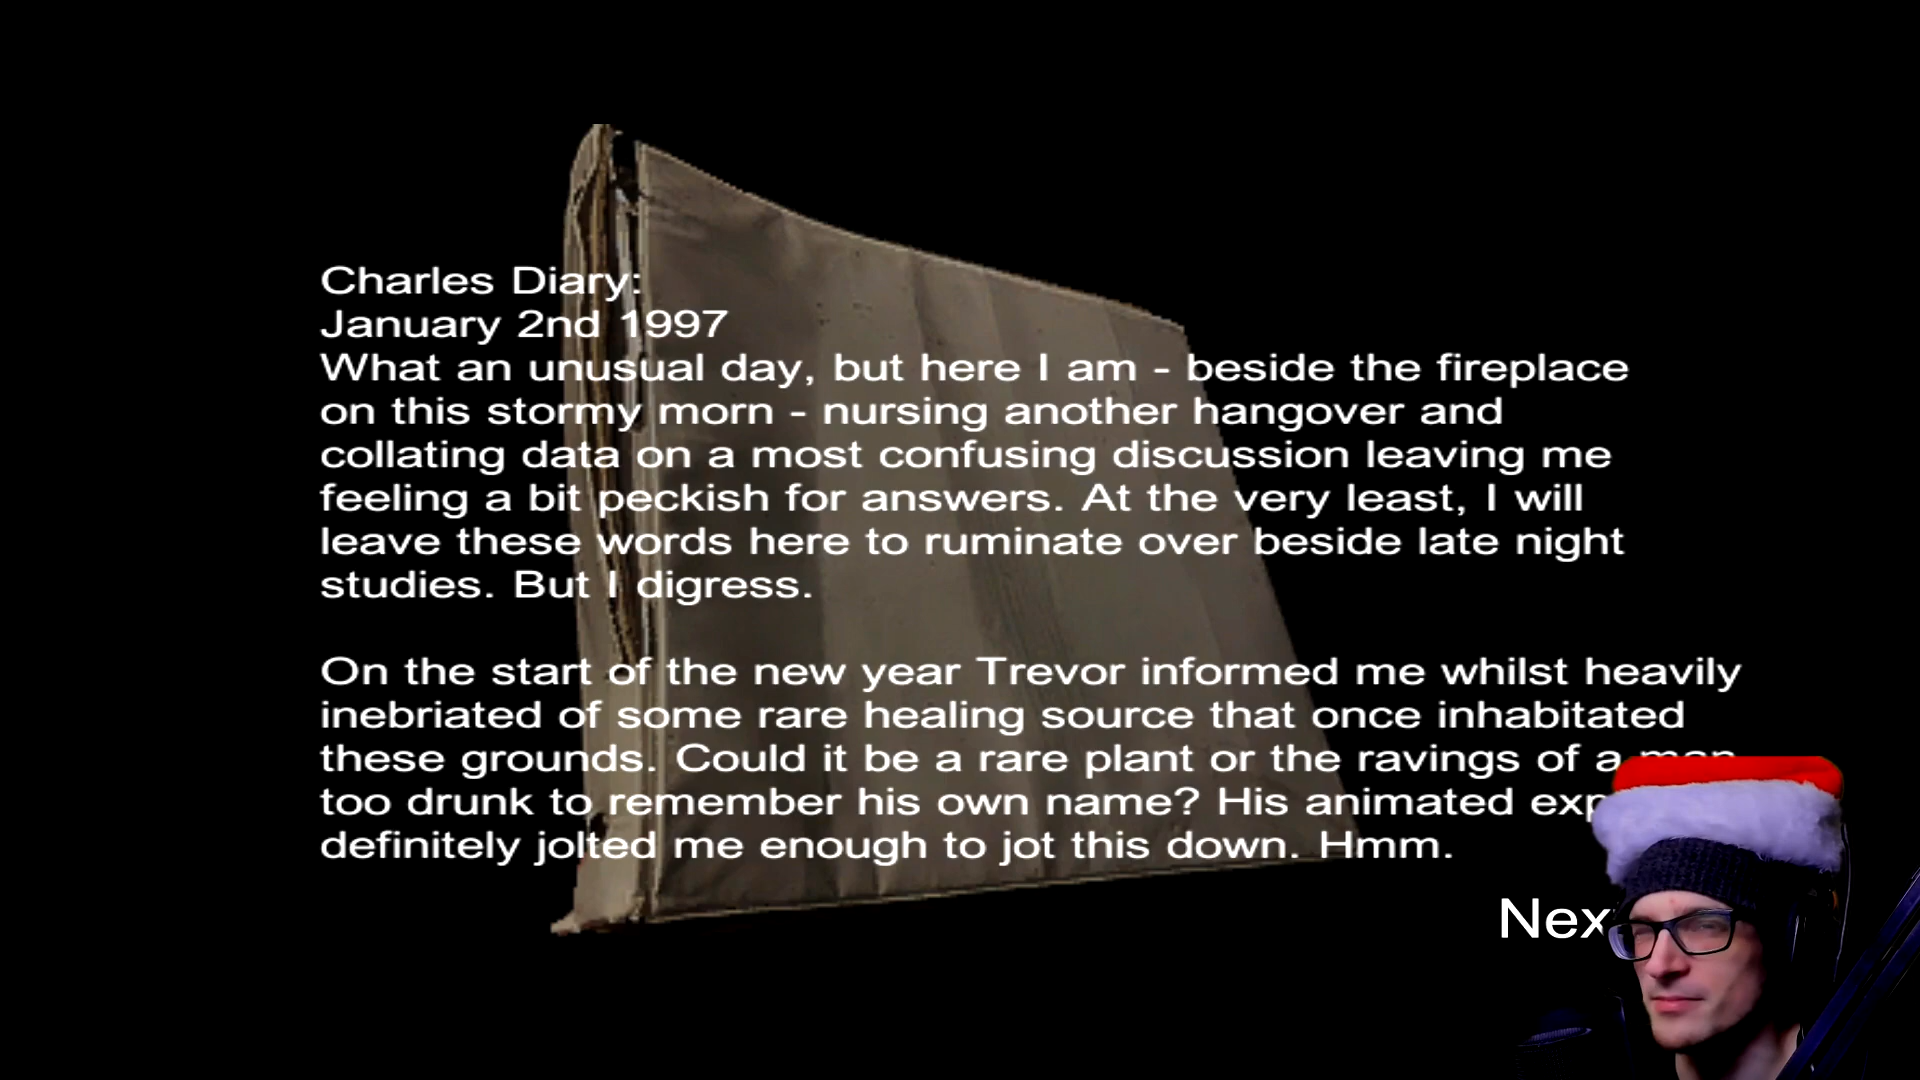 Charles Diary:
January 2nd 1997
What an unusual day, but here I am - beside the fireplace
on this stormy morn - nursing another hangover and
collating data on a most confusing discussion leaving me
feeling a bit peckish for answers. At the very least, I will
leave these words here to ruminate over beside late night
studies. But I digress.
On the start of the new year Trevor informed me whilst heavily
inebriated of some rare healing source that once inhabitated
these grounds. Could it be a rare plant or the ravings of a man
too drunk to remember his own name? His animated
definitely jolted me enough to jot this down. Hmm.